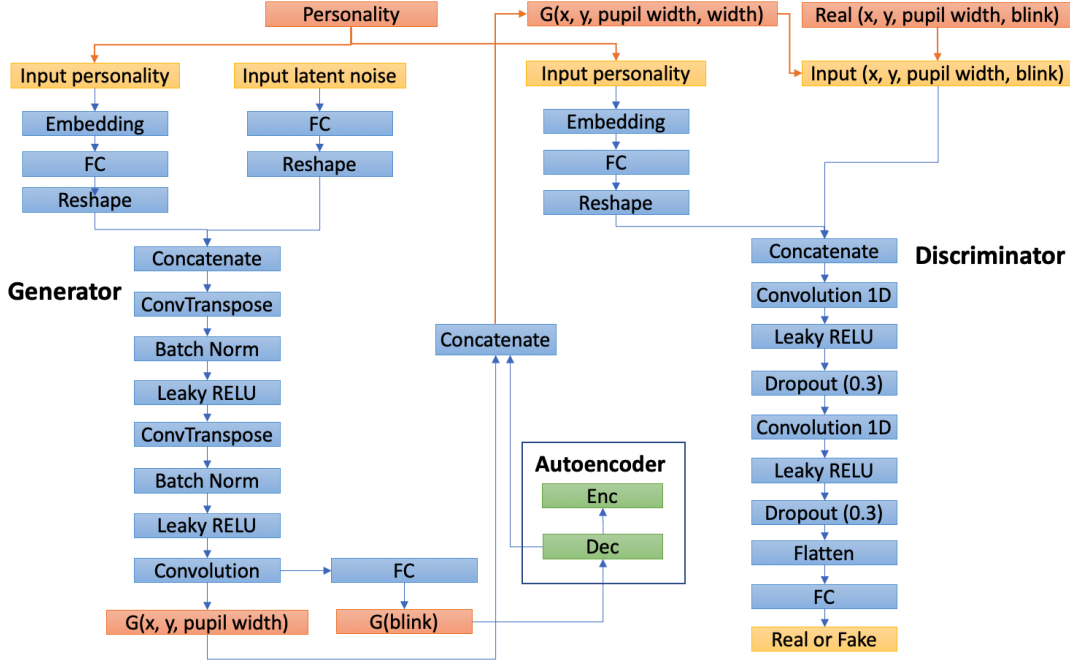 Personality
G(x, y, pupil width, width)
Real (x, y, pupil width, blink)
Input personality
Input latent noise
Input personality
Input (x, y, pupil width, blink)
Embedding
FC
Reshape
FC
Reshape
Embedding
FC
Reshape
Generator
Concatenate
ConvTranspose
Batch Norm
Leaky RELU
ConvTranspose
Batch Norm
Leaky RELU
Convolution
FC
G(x, y, pupil width)
G(blink)
Concatenate
Autoencoder
Enc
Dec
Discriminator
Concatenate
Convolution 1D
Leaky RELU
Dropout (0.3)
Convolution 1D
Leaky RELU
Dropout (0.3)
Flatten
FC
Real or Fake